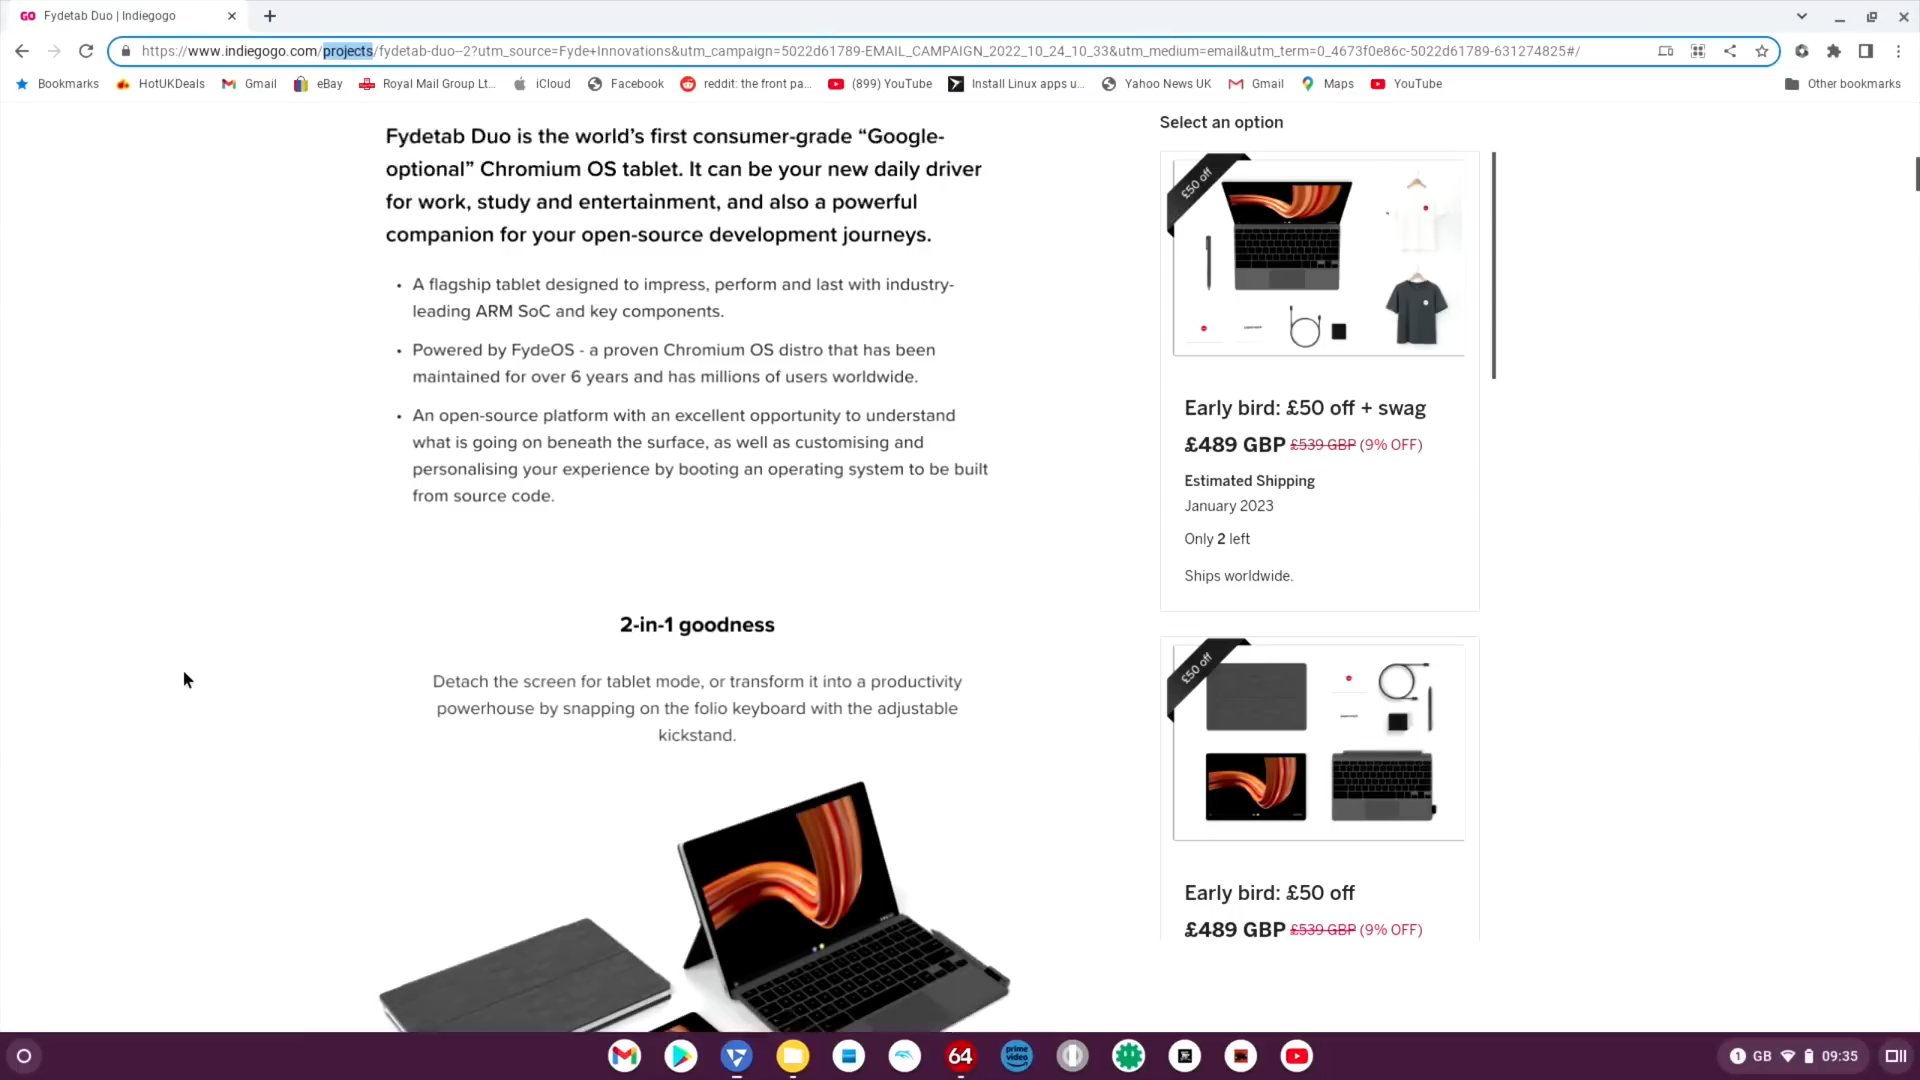 GO Fydetab Duo | Indiegogo
https://www.indiegogo.com/projects/fydetab-duo--2?utm_source=Fyde+Innovations&utm_campaign=5022d61789-EMAIL_CAMPAIGN_2022_10_24_10_33&utm_medium=email&utm_term=0_4673f0e86c-5022d61789-631274825#/
Bookmarks HotUKDeals Gmail eBay Royal Mail Group Lt... iCloud Facebook reddit: the front pa... (899) YouTube Install Linux apps u... Yahoo News UK Gmail Maps YouTube Other bookmarks
Fydetab Duo is the world’s first consumer-grade “Google-
optional” Chromium OS tablet. It can be your new daily driver
for work, study and entertainment, and also a powerful
companion for your open-source development journeys.
• A flagship tablet designed to impress, perform and last with industry-
leading ARM SoC and key components.
• Powered by FydeOS - a proven Chromium OS distro that has been
maintained for over 6 years and has millions of users worldwide.
• An open-source platform with an excellent opportunity to understand
what is going on beneath the surface, as well as customising and
personalising your experience by booting an operating system to be built
from source code.
2-in-1 goodness
Detach the screen for tablet mode, or transform it into a productivity
powerhouse by snapping on the folio keyboard with the adjustable
kickstand.
Select an option
£50 off
Early bird: £50 off + swag
£489 GBP £539 GBP (9% OFF)
Estimated Shipping
January 2023
Only 2 left
Ships worldwide.
£50 off
Early bird: £50 off
£489 GBP £539 GBP (9% OFF)
64
prime
video
1 GB 09:35